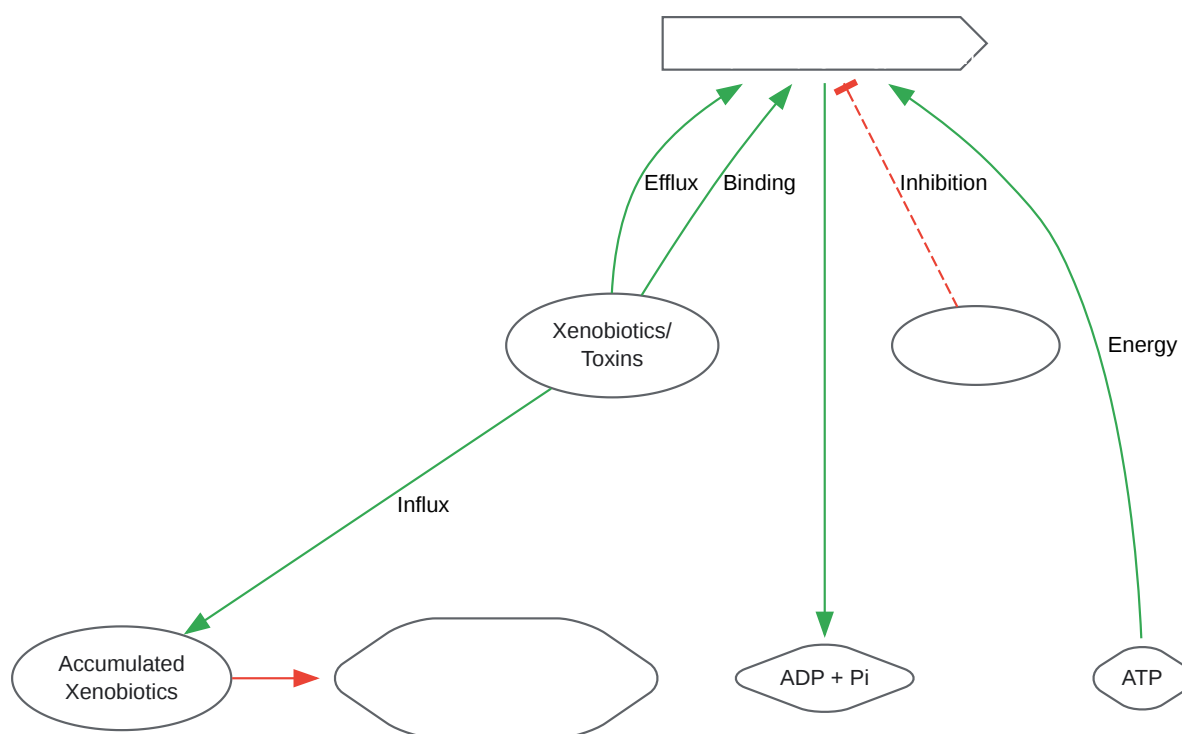 Efflux
Binding
Inhibition
Xenobiotics/
Toxins
Energy
Influx
Accumulated
Xenobiotics
ADP + Pi
ATP